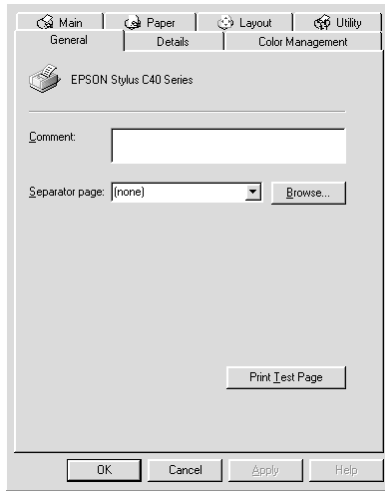 Main Paper Layout Utility
General Details Color Management
EPSON Stylus C40 Series
Comment:
Separator page: (none) Browse...
Print Test Page
OK Cancel Apply Help